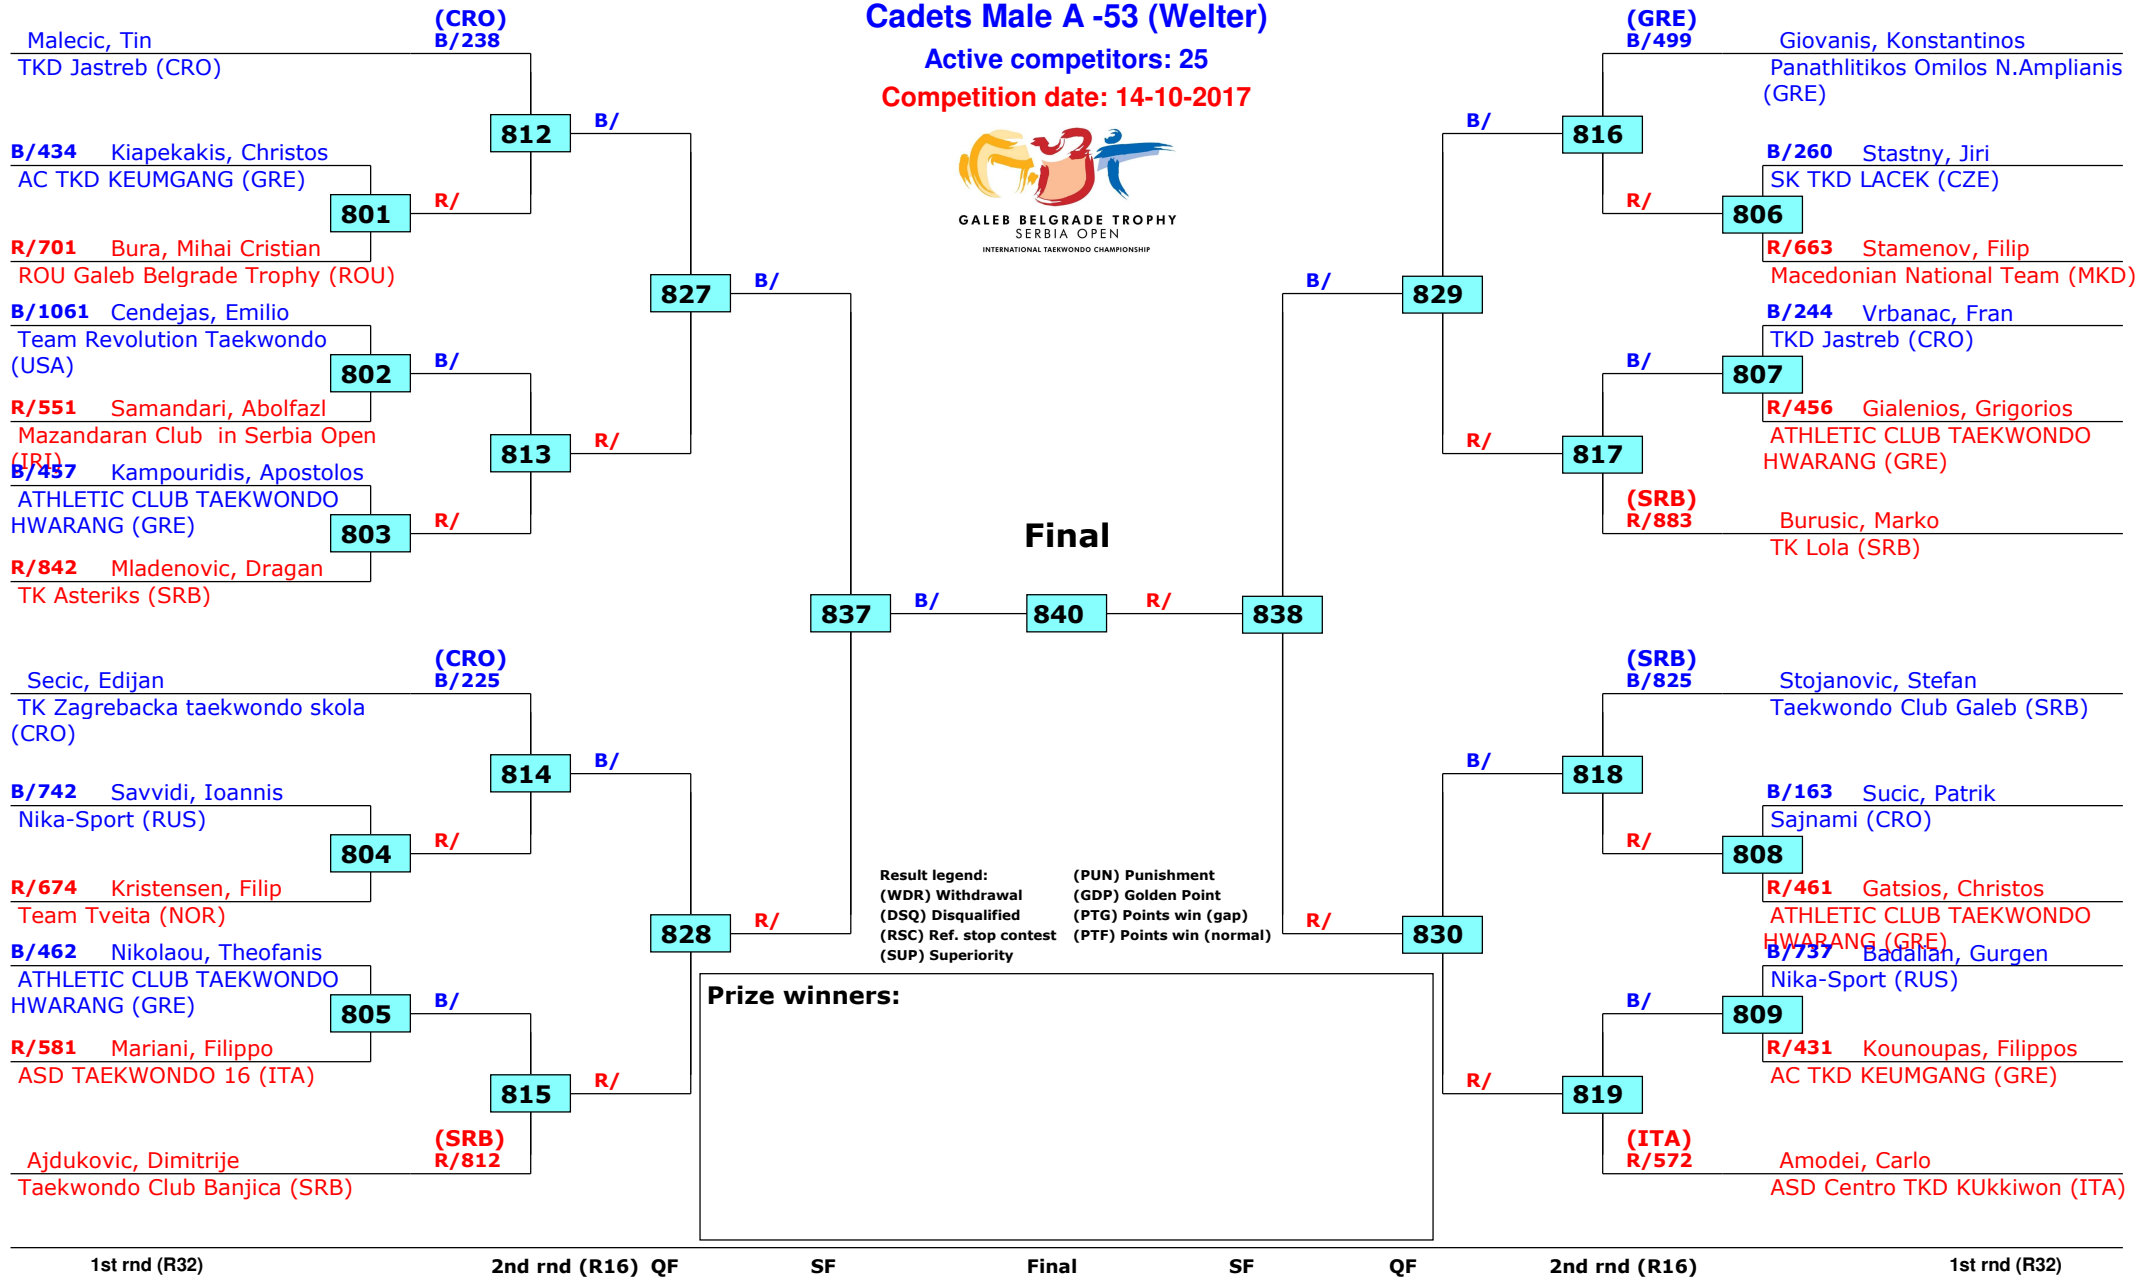 Cadets Male A -53 (Welter)
Active competitors: 25
Competition date: 14-10-2017
GALEB BELGRADE TROPHY
SERBIA OPEN
INTERNATIONAL TAEKWONDO CHAMPIONSHIP
(CRO)
Malecic, Tin B/238
TKD Jastreb (CRO)
812 B/
B/434 Kiapekakis, Christos
AC TKD KEUMGANG (GRE)
801 R/
R/701 Bura, Mihai Cristian
ROU Galeb Belgrade Trophy (ROU)
827 B/
B/1061 Cendejas, Emilio
Team Revolution Taekwondo
(USA)
802 B/
R/551 Samandari, Abolfazl
Mazandaran Club in Serbia Open
(IRI)
813 R/
B/457 Kampouridis, Apostolos
ATHLETIC CLUB TAEKWONDO
HWARANG (GRE)
803 R/
R/842 Mladenovic, Dragan
TK Asteriks (SRB)
837 B/
(CRO)
Secic, Edijan B/225
TK Zagrebacka taekwondo skola
(CRO)
814 B/
B/742 Savvidi, Ioannis
Nika-Sport (RUS)
804 R/
R/674 Kristensen, Filip
Team Tveita (NOR)
828 R/
B/462 Nikolaou, Theofanis
ATHLETIC CLUB TAEKWONDO
HWARANG (GRE)
805 B/
R/581 Mariani, Filippo
ASD TAEKWONDO 16 (ITA)
815 R/
(SRB)
Ajdukovic, Dimitrije R/812
Taekwondo Club Banjica (SRB)
Final
840
(GRE)
B/499 Giovanis, Konstantinos
Panathlitikos Omilos N.Amplianis
(GRE)
B/ 816
B/260 Stastny, Jiri
SK TKD LACEK (CZE)
R/ 806
R/663 Stamenov, Filip
Macedonian National Team (MKD)
B/ 829
B/244 Vrbanac, Fran
TKD Jastreb (CRO)
B/ 807
R/456 Gialenios, Grigorios
ATHLETIC CLUB TAEKWONDO
HWARANG (GRE)
R/ 817
(SRB)
R/883 Burusic, Marko
TK Lola (SRB)
R/ 838
(SRB)
B/825 Stojanovic, Stefan
Taekwondo Club Galeb (SRB)
B/ 818
B/163 Sucic, Patrik
Sajnami (CRO)
R/ 808
R/461 Gatsios, Christos
ATHLETIC CLUB TAEKWONDO
HWARANG (GRE)
R/ 830
B/737 Badalian, Gurgen
Nika-Sport (RUS)
B/ 809
R/431 Kounoupas, Filippos
AC TKD KEUMGANG (GRE)
R/ 819
(ITA)
R/572 Amodei, Carlo
ASD Centro TKD KUkkiwon (ITA)
Result legend: (PUN) Punishment
(WDR) Withdrawal (GDP) Golden Point
(DSQ) Disqualified (PTG) Points win (gap)
(RSC) Ref. stop contest (PTF) Points win (normal)
(SUP) Superiority
Prize winners:
1st rnd (R32) 2nd rnd (R16) QF SF Final SF QF 2nd rnd (R16) 1st rnd (R32)